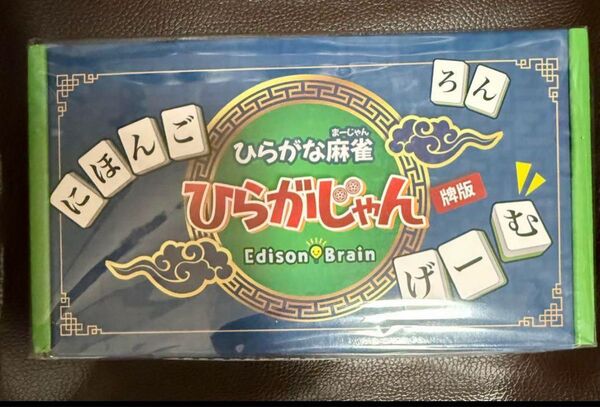 にほんご
ろん
まーじゃん
ひらがな麻雀
ひらがじゃん
牌版
Edison Brain
げーむ